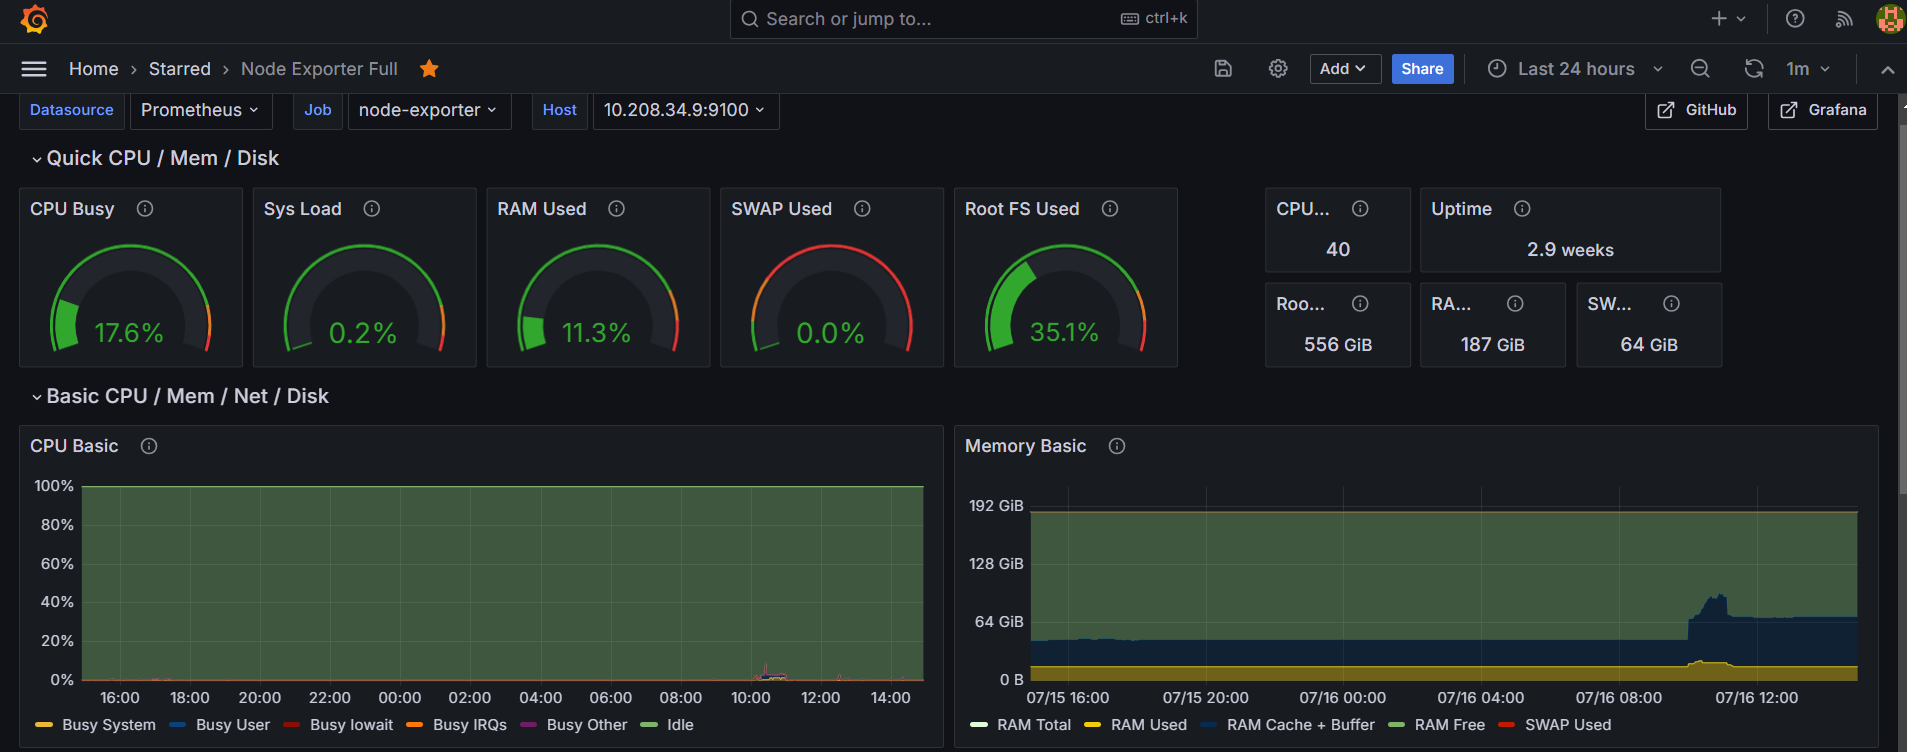 Search or jump to... ctrl+k
Home › Starred › Node Exporter Full Add Share Last 24 hours 1m
Datasource Prometheus Job node-exporter Host 10.208.34.9:9100 GitHub Grafana
Quick CPU / Mem / Disk
CPU Busy Sys Load RAM Used SWAP Used Root FS Used CPU... Uptime
40 2.9 weeks
Roo... RA... SW...
17.6% 0.2% 11.3% 0.0% 35.1% 556 GiB 187 GiB 64 GiB
Basic CPU / Mem / Net / Disk
CPU Basic
100%
80%
60%
40%
20%
0%
16:00 18:00 20:00 22:00 00:00 02:00 04:00 06:00 08:00 10:00 12:00 14:00
Busy System Busy User Busy Iowait Busy IRQs Busy Other Idle
Memory Basic
192 GiB
128 GiB
64 GiB
0 B
07/15 16:00 07/15 20:00 07/16 00:00 07/16 04:00 07/16 08:00 07/16 12:00
RAM Total RAM Used RAM Cache + Buffer RAM Free SWAP Used